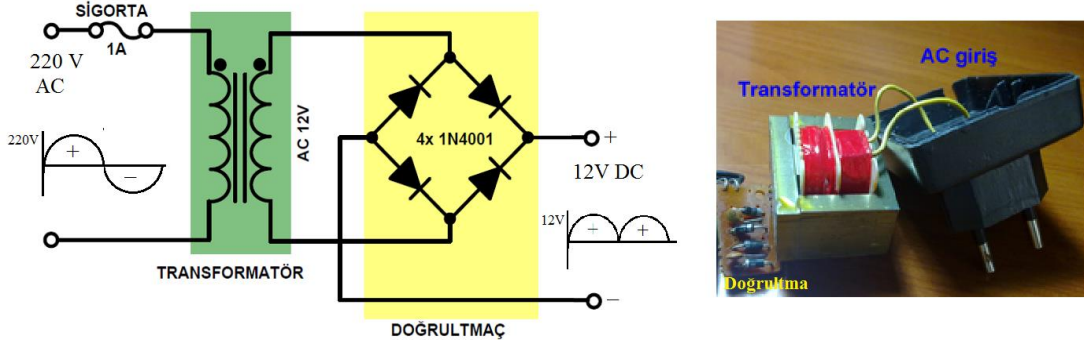 SİGORTA
1A
220 V
AC
220V
+
−
TRANSFORMATÖR
AC 12V
4x 1N4001
+
12V DC
12V
+
+
−
DOĞRULTMAÇ
AC giriş
Transformatör
Doğrultma